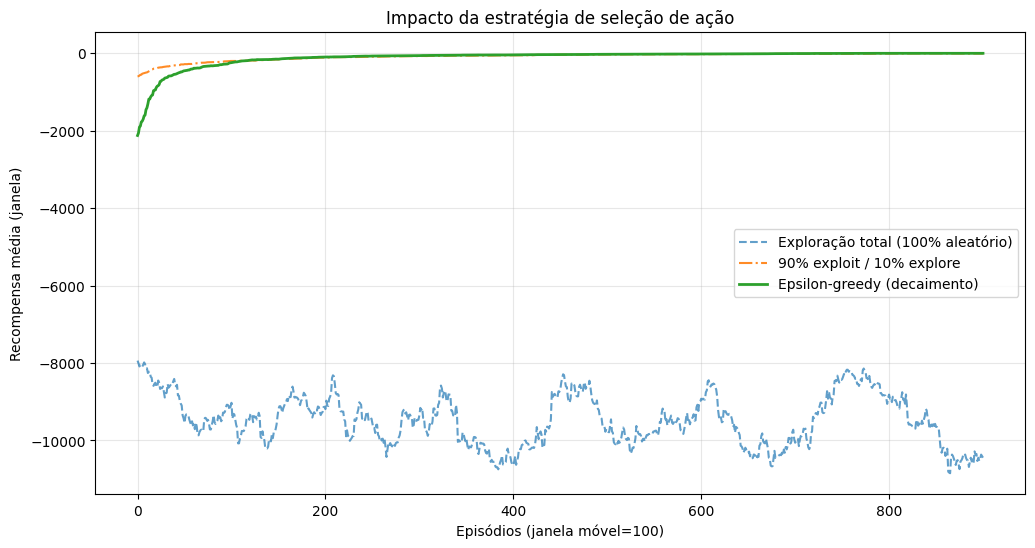 Impacto da estratégia de seleção de ação
Recompensa média (janela)
0
−2000
−4000
−6000
−8000
−10000
Exploração total (100% aleatório)
90% exploit / 10% explore
Epsilon-greedy (decaimento)
0
200
400
600
800
Episódios (janela móvel=100)